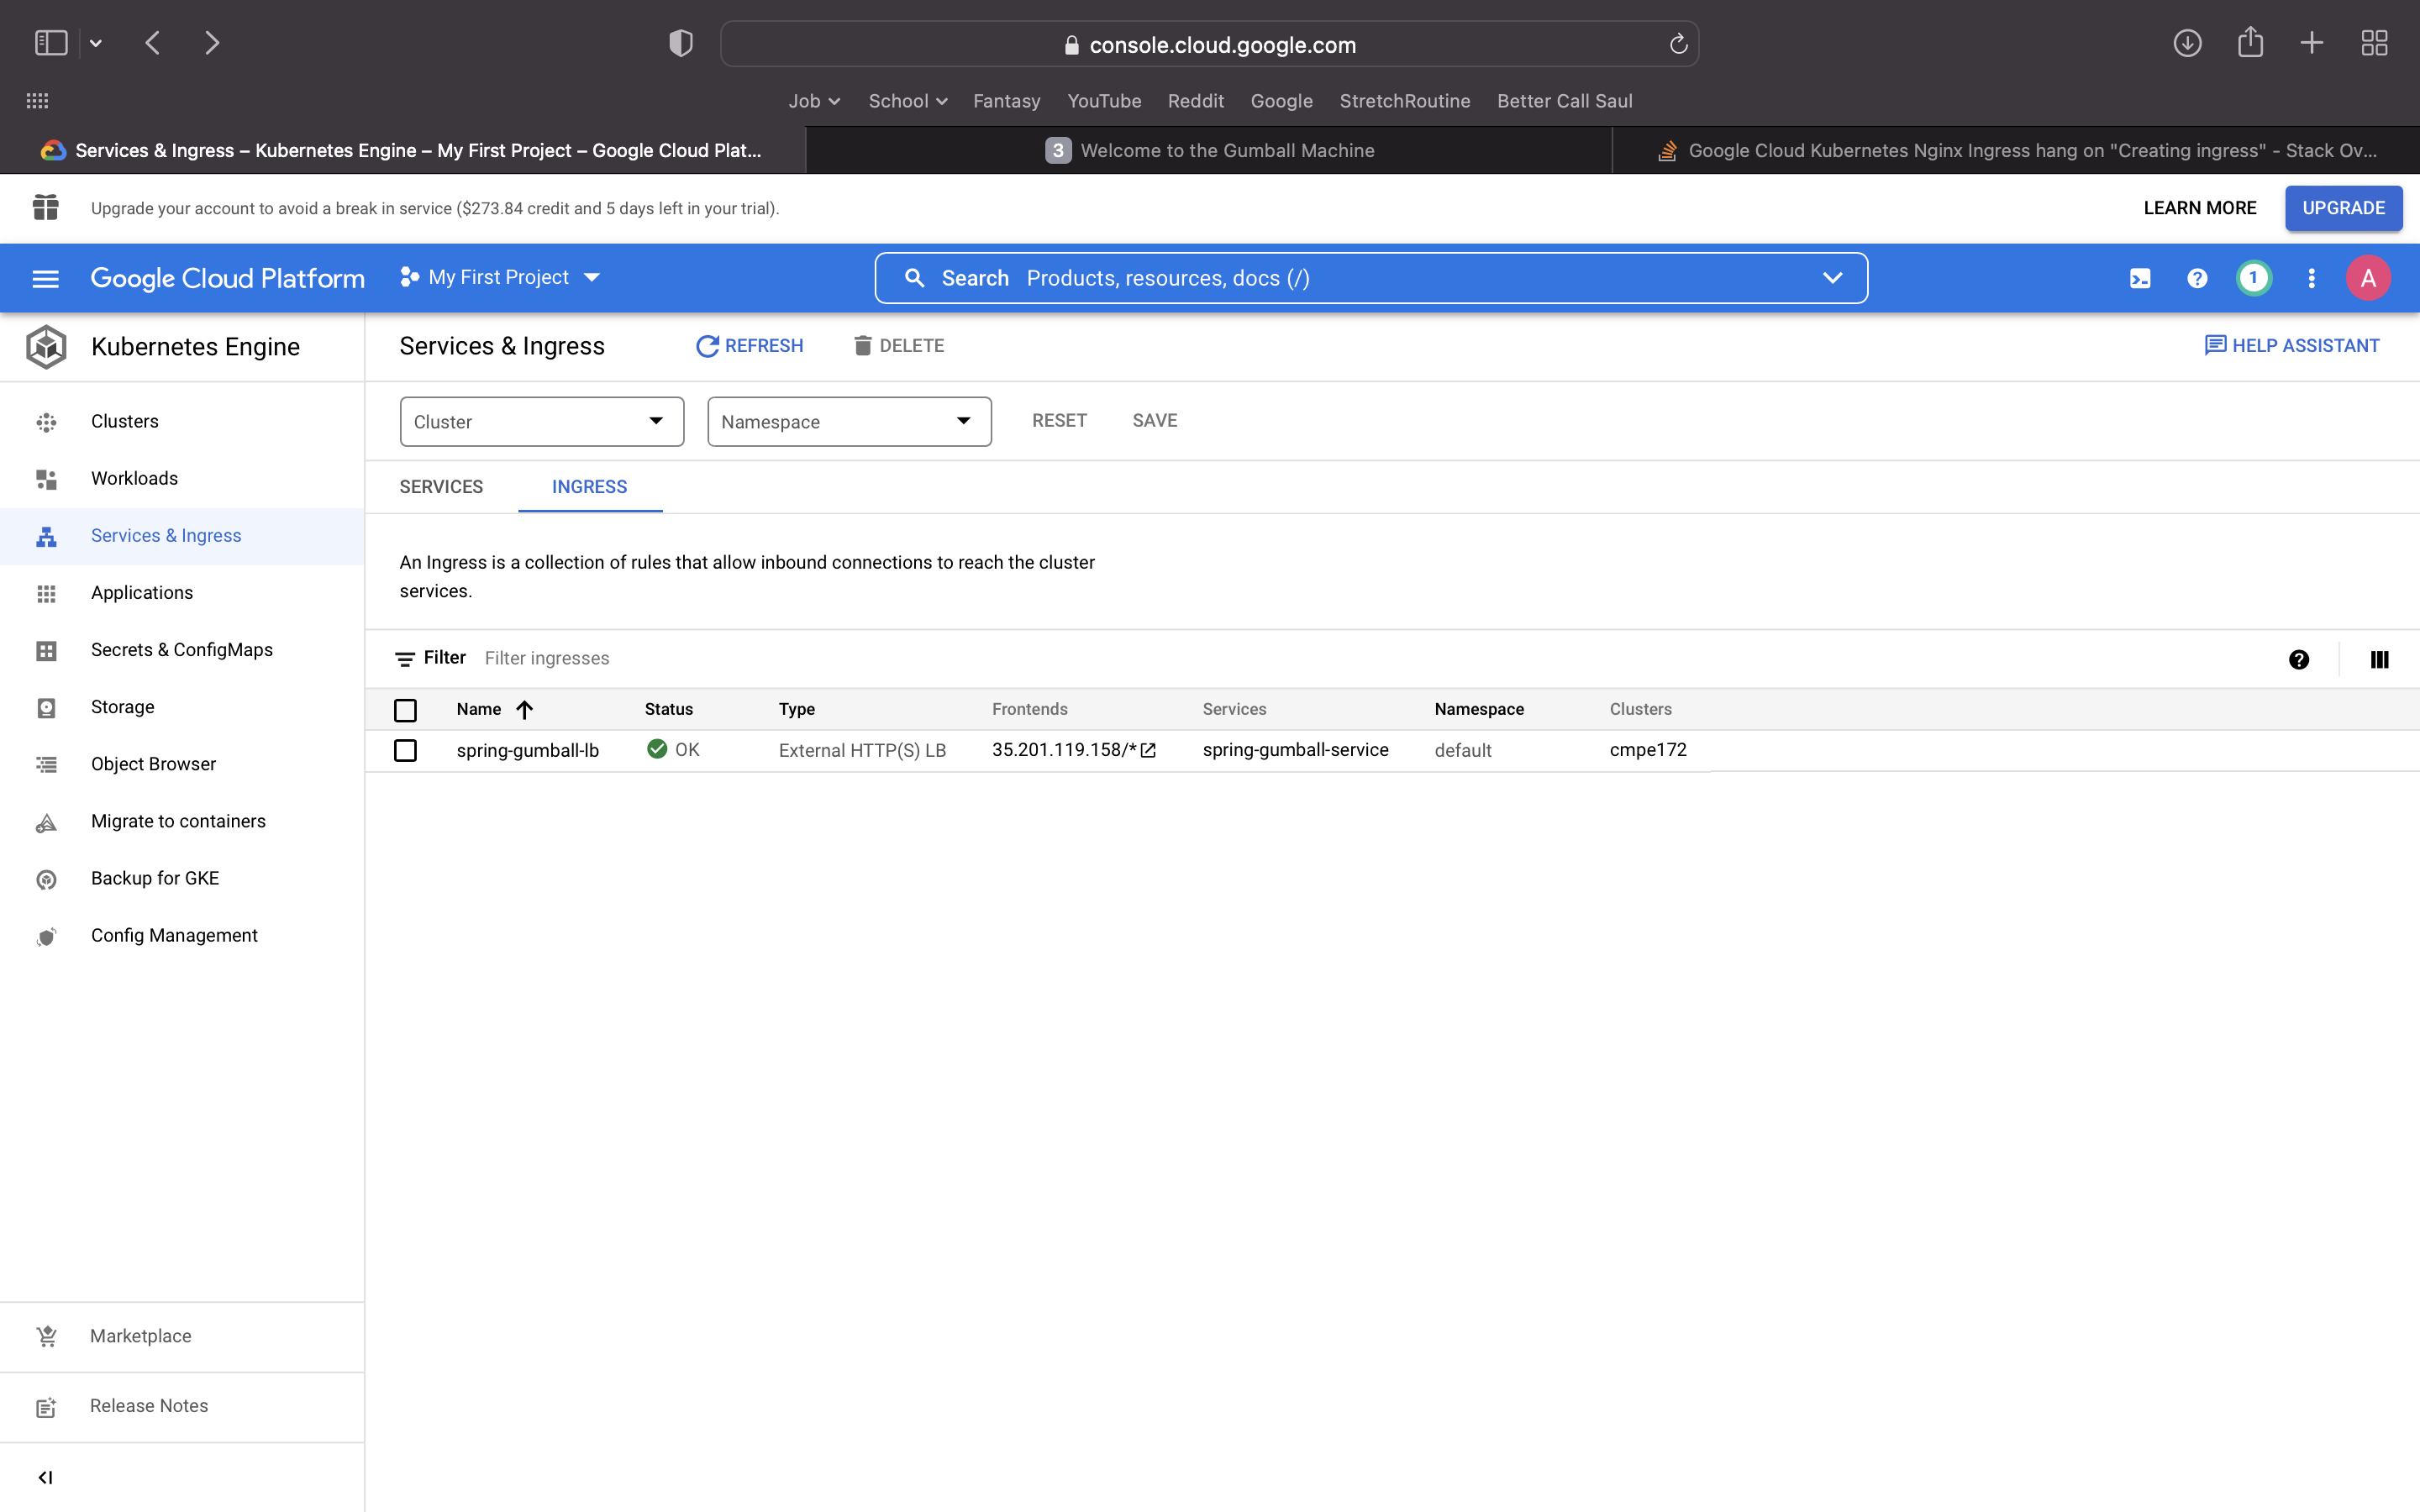 console.cloud.google.com
Job School Fantasy YouTube Reddit Google StretchRoutine Better Call Saul
Services & Ingress – Kubernetes Engine – My First Project – Google Cloud Plat...
3 Welcome to the Gumball Machine
Google Cloud Kubernetes Nginx Ingress hang on "Creating ingress" - Stack Ov...
Upgrade your account to avoid a break in service ($273.84 credit and 5 days left in your trial).
LEARN MORE
UPGRADE
Google Cloud Platform
My First Project
Search Products, resources, docs (/)
1
A
Kubernetes Engine
Services & Ingress
REFRESH
DELETE
HELP ASSISTANT
Clusters
Workloads
Services & Ingress
Applications
Secrets & ConfigMaps
Storage
Object Browser
Migrate to containers
Backup for GKE
Config Management
Marketplace
Release Notes
Cluster
Namespace
RESET
SAVE
SERVICES
INGRESS
An Ingress is a collection of rules that allow inbound connections to reach the cluster
services.
Filter Filter ingresses
Name Status Type Frontends Services Namespace Clusters
spring-gumball-lb OK External HTTP(S) LB 35.201.119.158/* spring-gumball-service default cmpe172